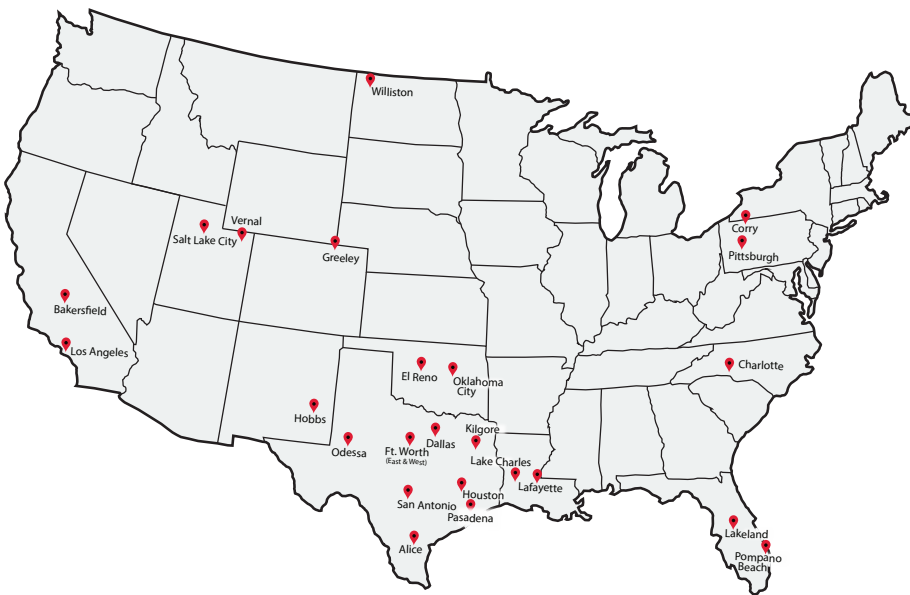 Williston
Vernal
Salt Lake City
Greeley
Corry
Pittsburgh
Bakersfield
Los Angeles
El Reno
Oklahoma
City
Charlotte
Hobbs
Odessa
Ft. Worth
(East & West)
Dallas
Kilgore
Lake Charles
Lafayette
San Antonio
Houston
Pasadena
Alice
Lakeland
Pompano
Beach